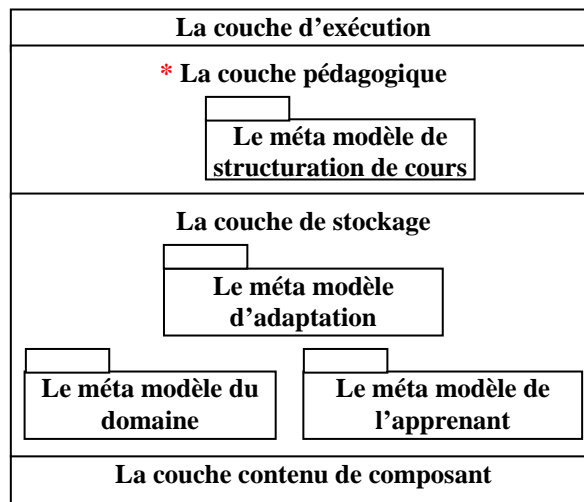 La couche d’exécution
* La couche pédagogique
Le méta modèle de
structuration de cours
La couche de stockage
Le méta modèle
d’adaptation
Le méta modèle du
domaine
Le méta modèle de
l’apprenant
La couche contenu de composant